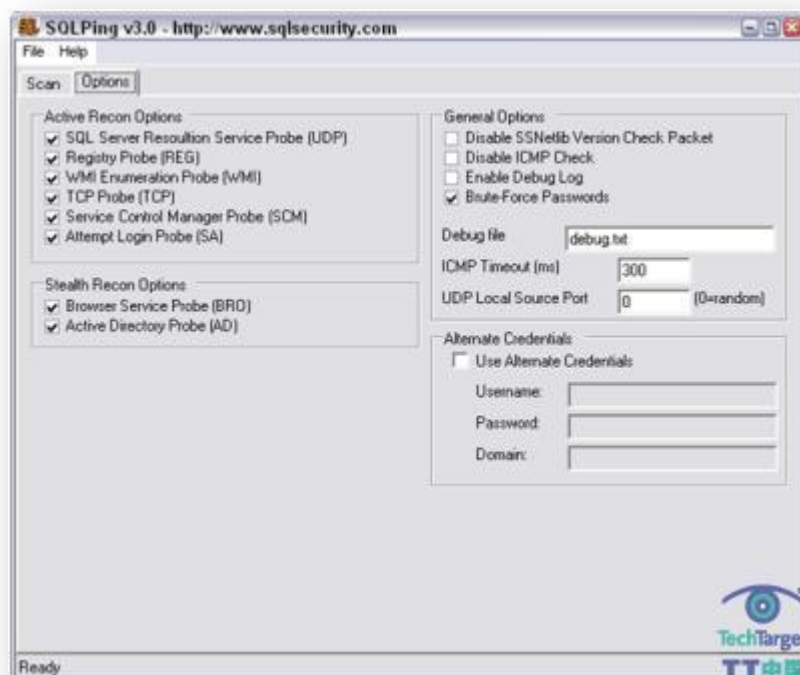 SQLPing v3.0 - http://www.sqlsecurity.com
File Help
Scan Options
Active Recon Options
SQL Server Resoultion Service Probe (UDP)
Registry Probe (REG)
WMI Enumeration Probe (WMI)
TCP Probe (TCP)
Service Control Manager Probe (SCM)
Attempt Login Probe (SA)
Stealth Recon Options
Browser Service Probe (BRO)
Active Directory Probe (AD)
General Options
Disable SSNetlib Version Check Packet
Disable ICMP Check
Enable Debug Log
Brute-Force Passwords
Debug file debug.txt
ICMP Timeout (ms) 300
UDP Local Source Port 0 (0=random)
Alternate Credentials
Use Alternate Credentials
Username:
Password:
Domain:
TechTarge
Ready
TT中